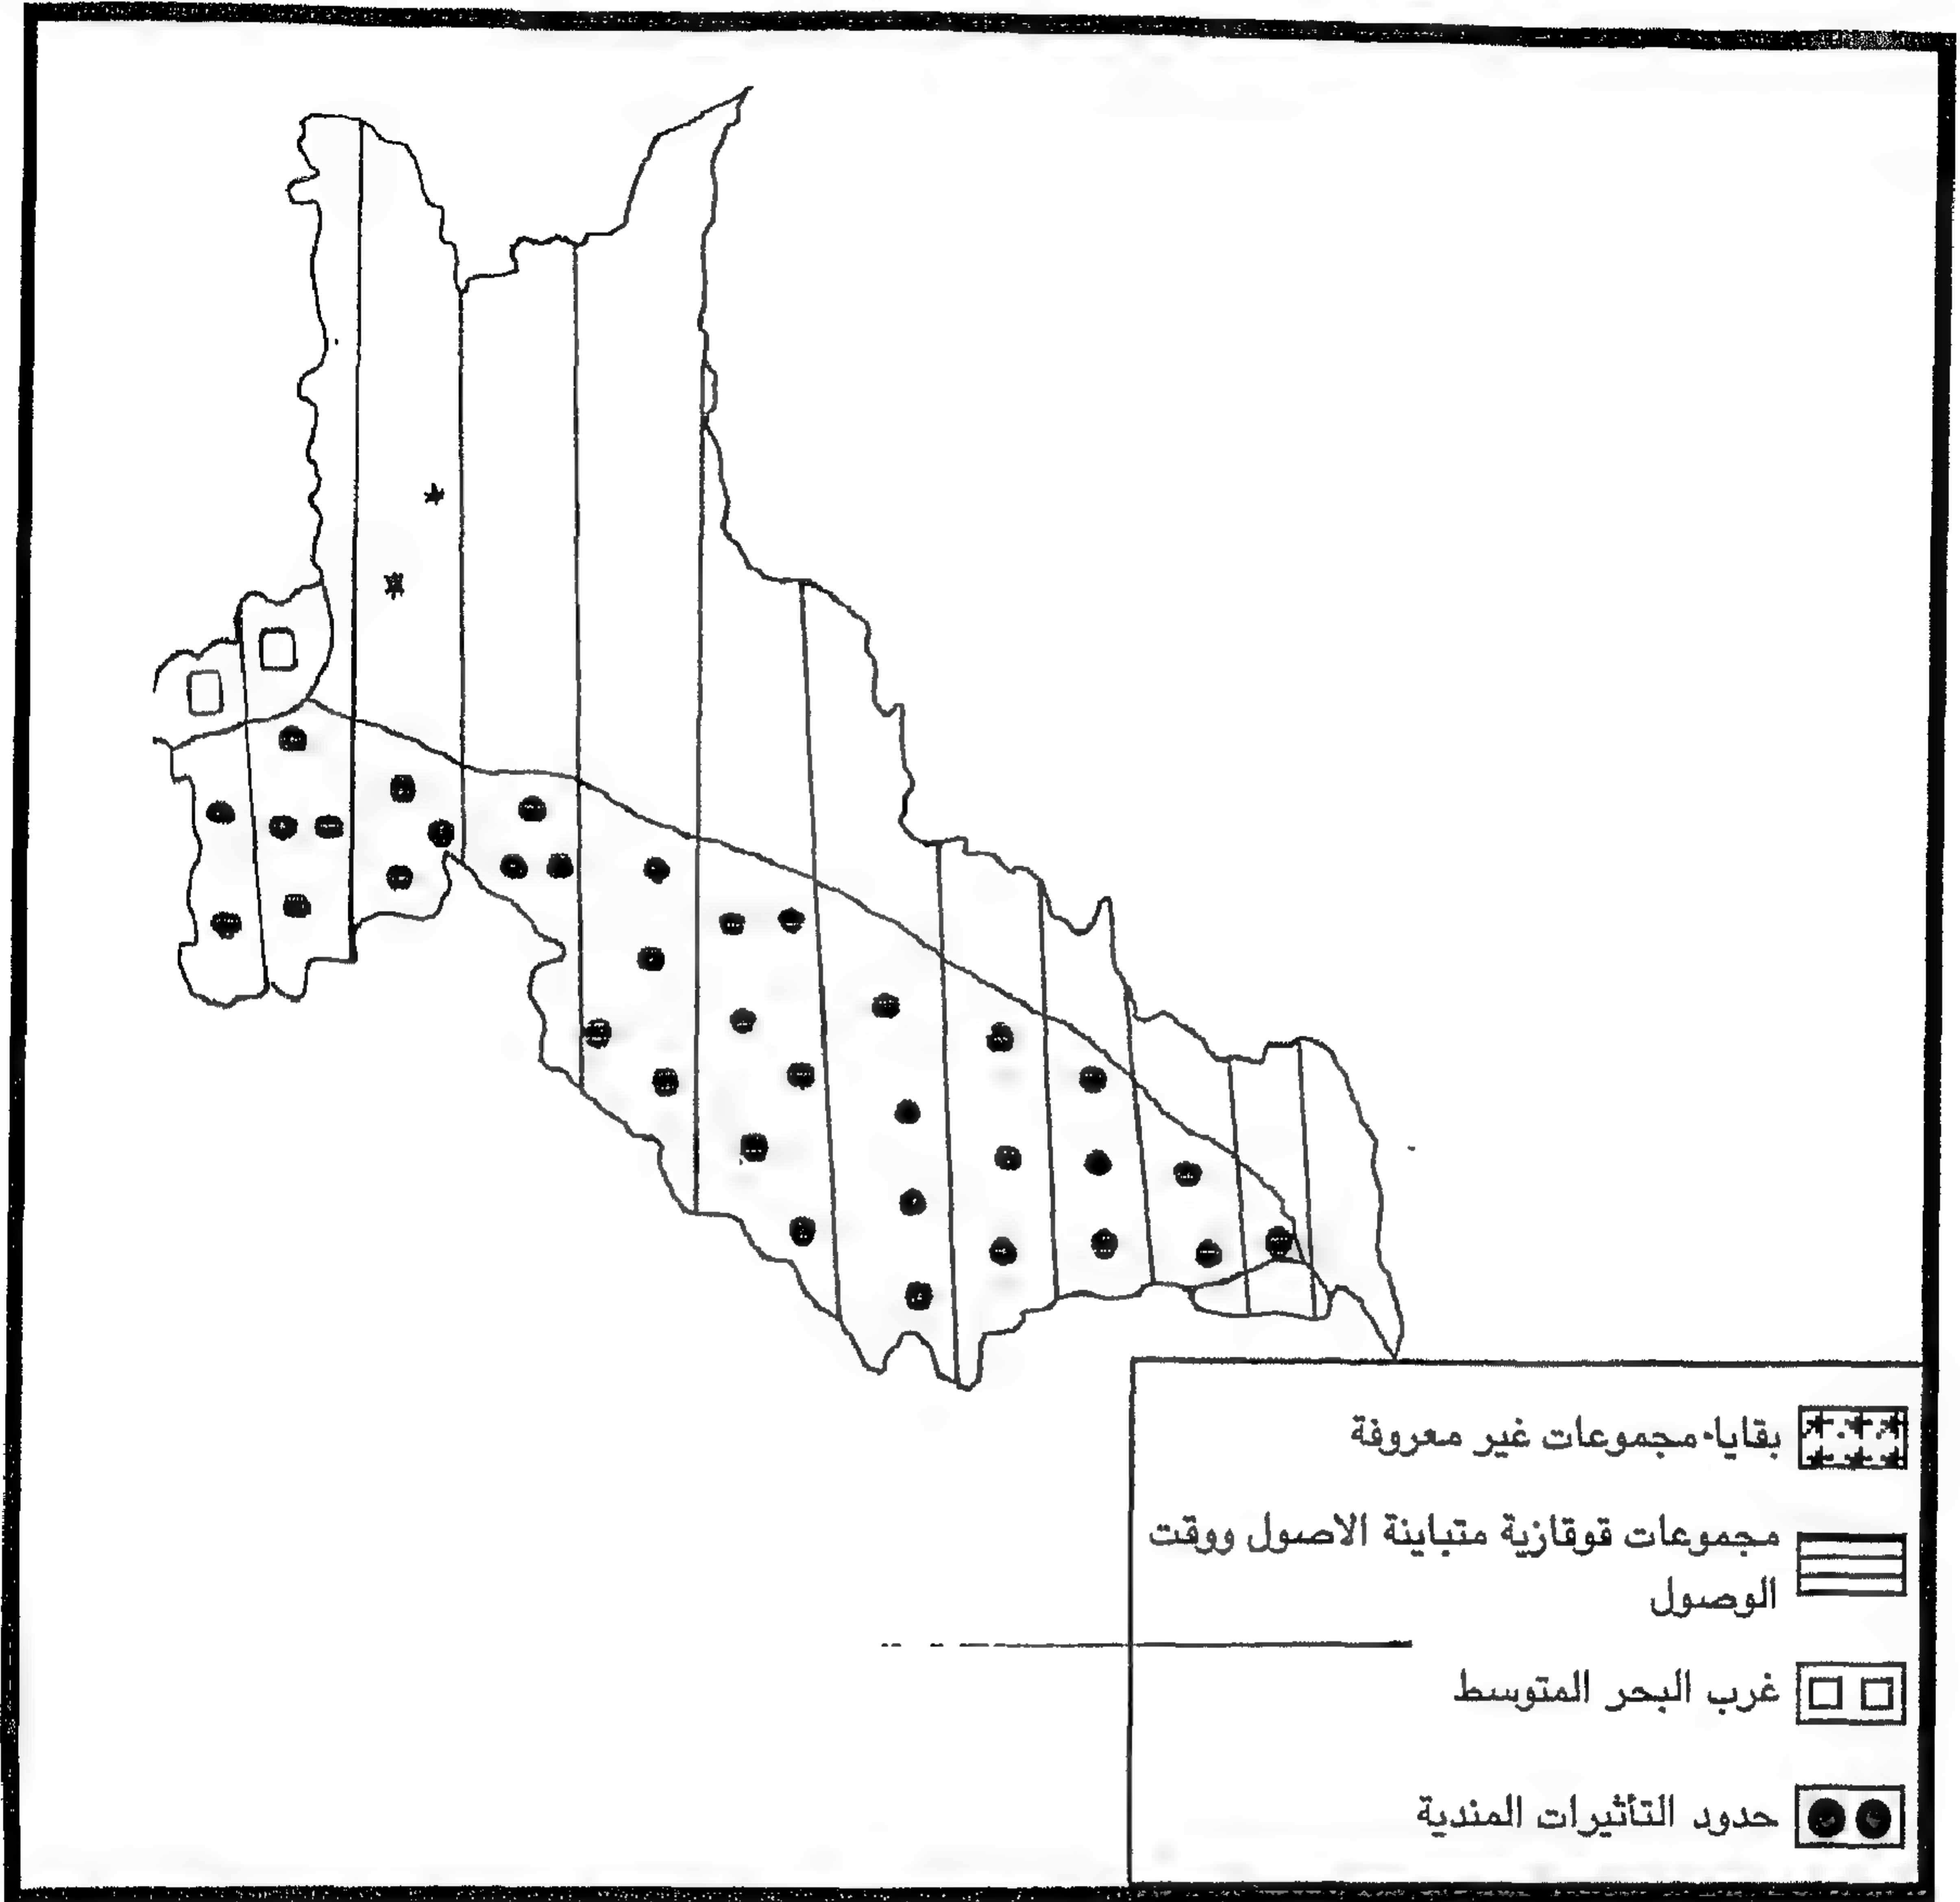 بقايا مجموعات غير معروفة
مجموعات قوقازية متباينة الاصول ووقت
الوصول
غرب البحر المتوسط
حدود التأثيرات المندية